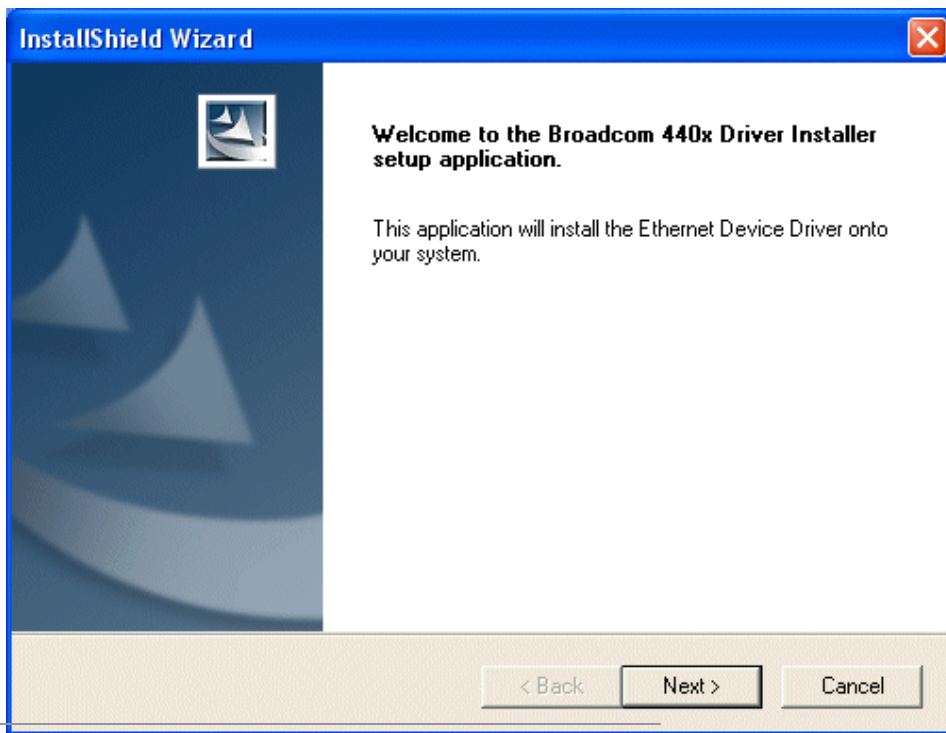 InstallShield Wizard
Welcome to the Broadcom 440x Driver Installer
setup application.
This application will install the Ethernet Device Driver onto
your system.
< Back
Next >
Cancel